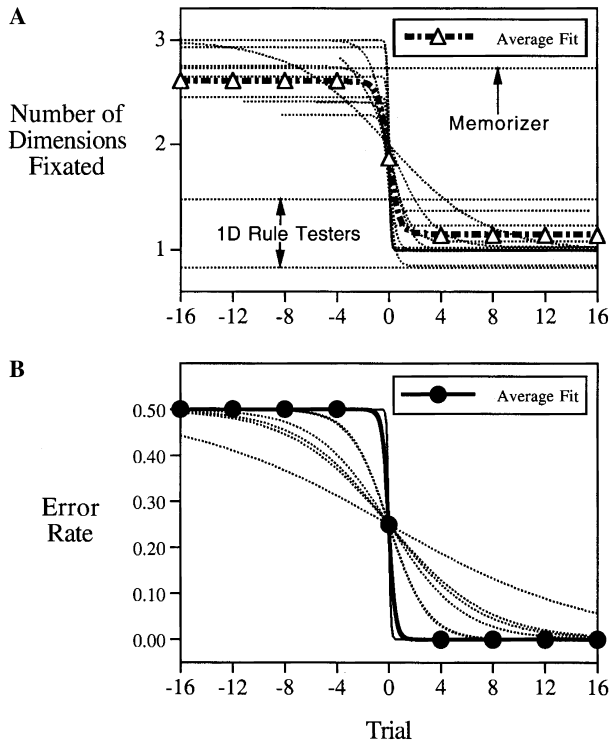 A
3
2
1
Number of
Dimensions
Fixated
Average Fit
Memorizer
1D Rule Testers
-16 -12 -8 -4 0 4 8 12 16
B
0.50
0.40
0.30
0.20
0.10
0.00
Error
Rate
Average Fit
-16 -12 -8 -4 0 4 8 12 16
Trial